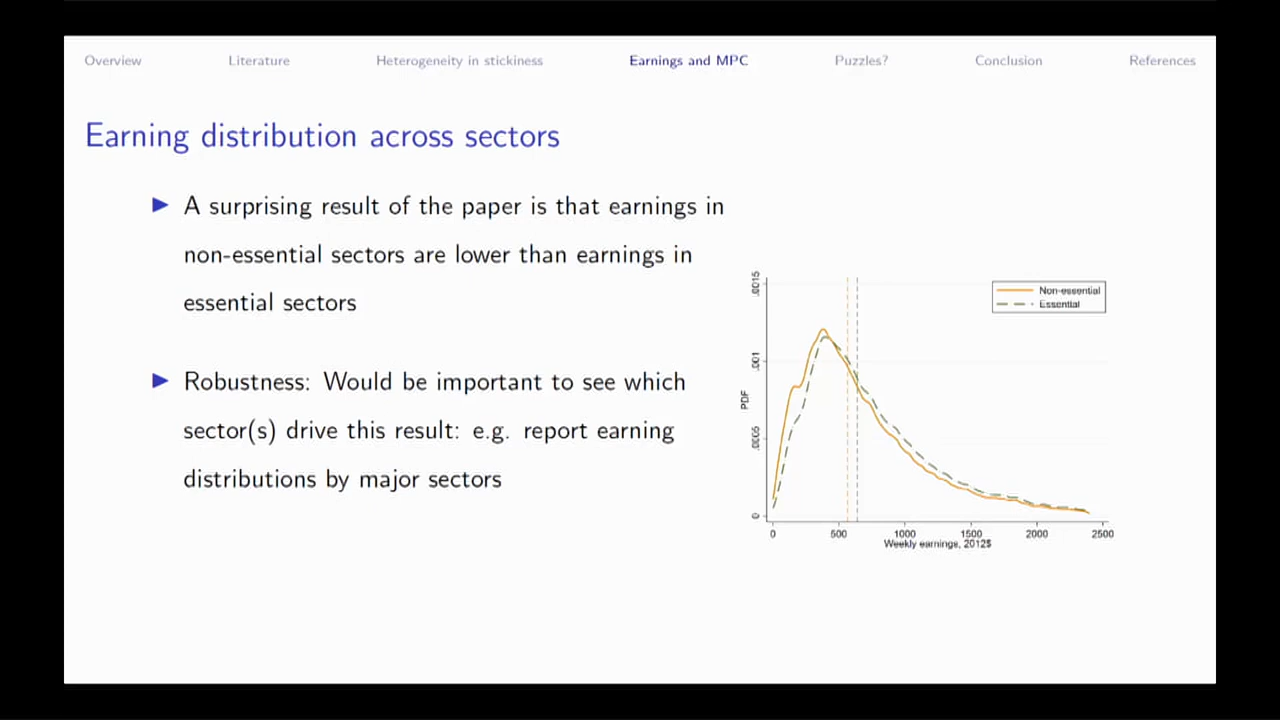 Overview Literature Heterogeneity in stickiness Earnings and MPC Puzzles? Conclusion References
Earning distribution across sectors
A surprising result of the paper is that earnings in
non-essential sectors are lower than earnings in
essential sectors
Robustness: Would be important to see which
sector(s) drive this result: e.g. report earning
distributions by major sectors
Non-essential
Essential
.0015
.001
.0005
0
PDF
0 500 1000 1500 2000 2500
Weekly earnings, 2012$